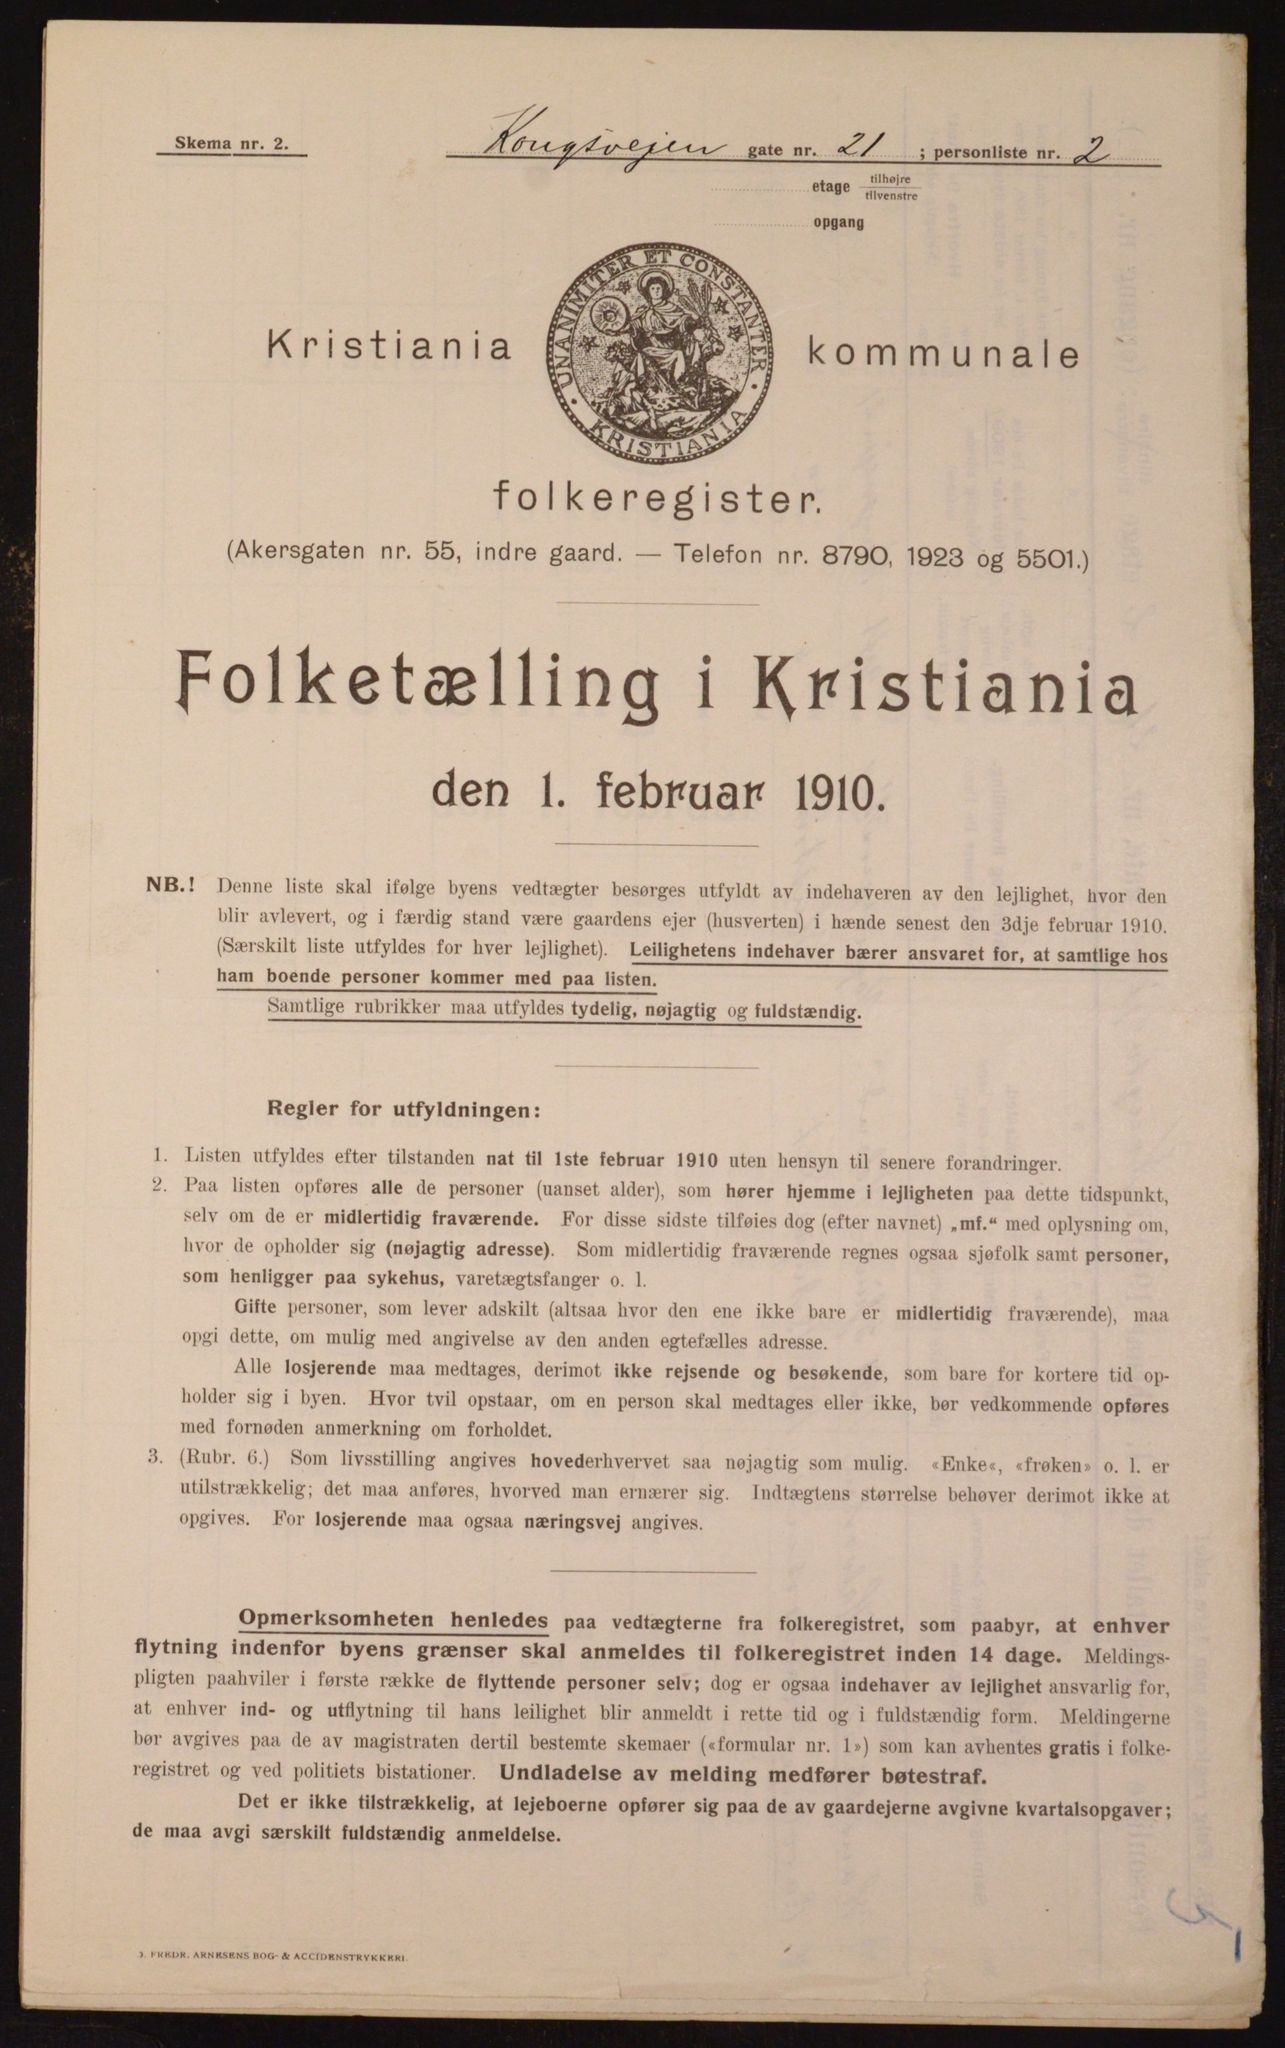 Skema nr. 2.
Kongsvejen gate nr. 21 ; personliste nr. 2
etage tilhøjre
tilvenstre
opgang
UNANIMITER ET CONSTANTER
KRISTIANIA
Kristiania kommunale
folkeregister.
(Akersgaten nr. 55, indre gaard. — Telefon nr. 8790, 1923 og 5501.)
Folketælling i Kristiania
den 1. februar 1910.
NB.! Denne liste skal ifølge byens vedtægter besørges utfyldt av indehaveren av den lejlighet, hvor den
blir avlevert, og i færdig stand være gaardens ejer (husverten) i hænde senest den 3dje februar 1910.
(Særskilt liste utfyldes for hver lejlighet). Leilighetens indehaver bærer ansvaret for, at samtlige hos
ham boende personer kommer med paa listen.
Samtlige rubrikker maa utfyldes tydelig, nøjagtig og fuldstændig.
Regler for utfyldningen:
1. Listen utfyldes efter tilstanden nat til 1ste februar 1910 uten hensyn til senere forandringer.
2. Paa listen opføres alle de personer (uanset alder), som hører hjemme i lejligheten paa dette tidspunkt,
selv om de er midlertidig fraværende. For disse sidste tilføies dog (efter navnet) „mf.“ med oplysning om,
hvor de opholder sig (nøjagtig adresse). Som midlertidig fraværende regnes ogsaa sjøfolk samt personer,
som henligger paa sykehus, varetægtsfanger o. l.
Gifte personer, som lever adskilt (altsaa hvor den ene ikke bare er midlertidig fraværende), maa
opgi dette, om mulig med angivelse av den anden egtefælles adresse.
Alle losjerende maa medtages, derimot ikke rejsende og besøkende, som bare for kortere tid op-
holder sig i byen. Hvor tvil opstaar, om en person skal medtages eller ikke, bør vedkommende opføres
med fornøden anmerkning om forholdet.
3. (Rubr. 6.) Som livsstilling angives hovederhvervet saa nøjagtig som mulig. «Enke«, «frøken» o. l. er
utilstrækkelig; det maa anføres, hvorved man ernærer sig. Indtægtens størrelse behøver derimot ikke at
opgives. For losjerende maa ogsaa næringsvej angives.
Opmerksomheten henledes paa vedtægterne fra folkeregistret, som paabyr, at enhver
flytning indenfor byens grænser skal anmeldes til folkeregistret inden 14 dage. Meldings-
pligten paahviler i første række de flyttende personer selv; dog er ogsaa indehaver av lejlighet ansvarlig for,
at enhver ind- og utflytning til hans leilighet blir anmeldt i rette tid og i fuldstændig form. Meldingerne
bør avgives paa de av magistraten dertil bestemte skemaer («formular nr. 1») som kan avhentes gratis i folke-
registret og ved politiets bistationer. Undladelse av melding medfører bøtestraf.
Det er ikke tilstrækkelig, at lejeboerne opfører sig paa de av gaardejerne avgivne kvartalsopgaver;
de maa avgi særskilt fuldstændig anmeldelse.
J. FREDR. ARNESENS BOG- & ACCIDENSTRYKKERI.